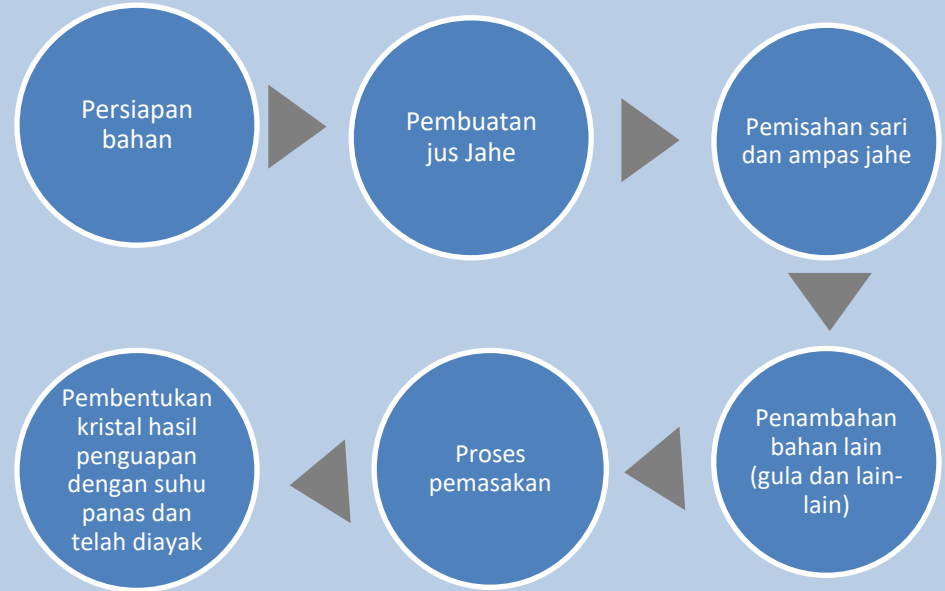 Persiapan
bahan
Pembuatan
jus Jahe
Pemisahan sari
dan ampas jahe
Penambahan
bahan lain
(gula dan lain-
lain)
Proses
pemasakan
Pembentukan
kristal hasil
penguapan
dengan suhu
panas dan
telah diayak